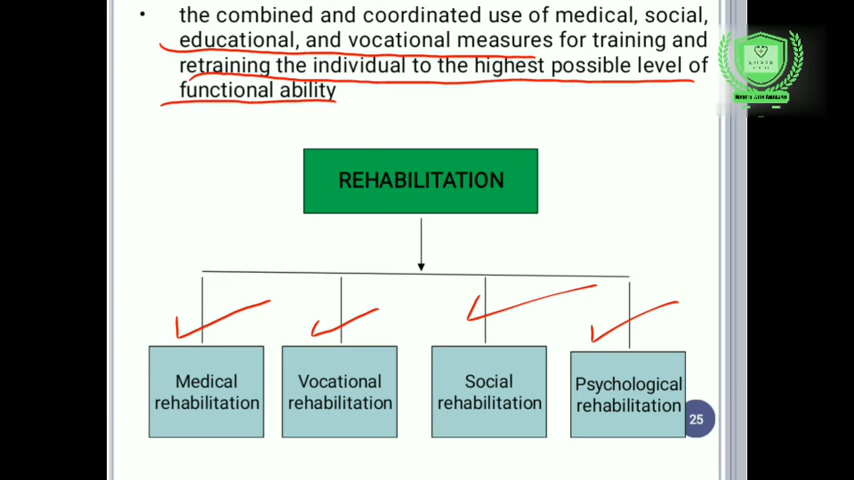 • the combined and coordinated use of medical, social,
educational, and vocational measures for training and
retraining the individual to the highest possible level of
functional ability
REHABILITATION
Medical
rehabilitation
Vocational
rehabilitation
Social
rehabilitation
Psychological
rehabilitation
25